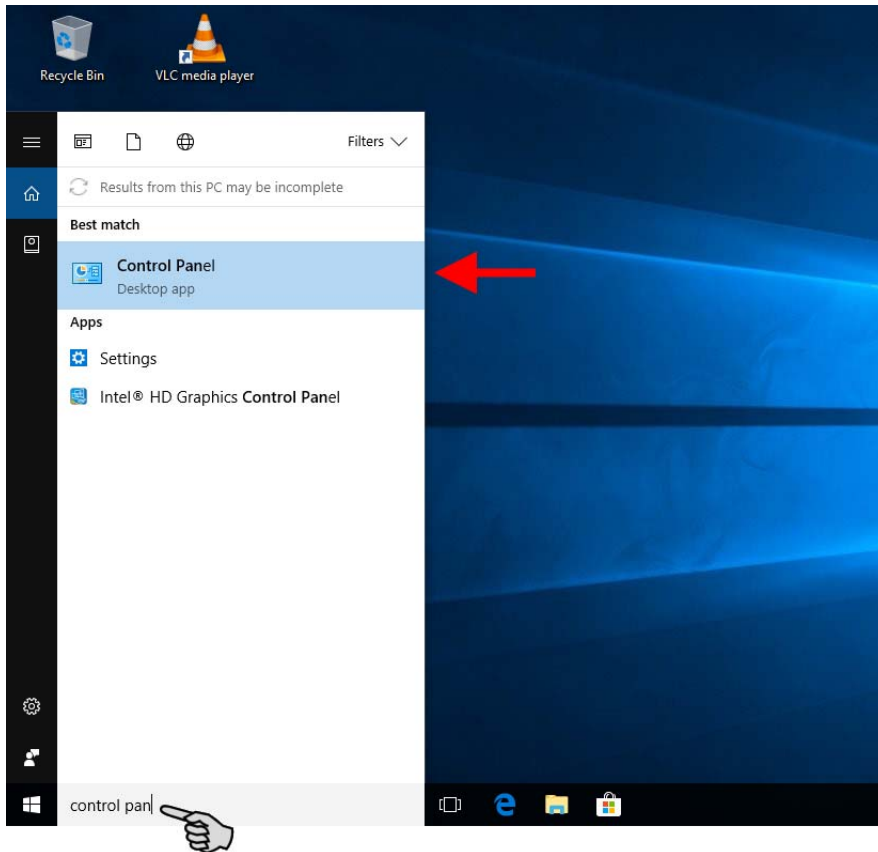 Recycle Bin
VLC media player
Filters
Results from this PC may be incomplete
Best match
Control Panel
Desktop app
Apps
Settings
Intel® HD Graphics Control Panel
control pan